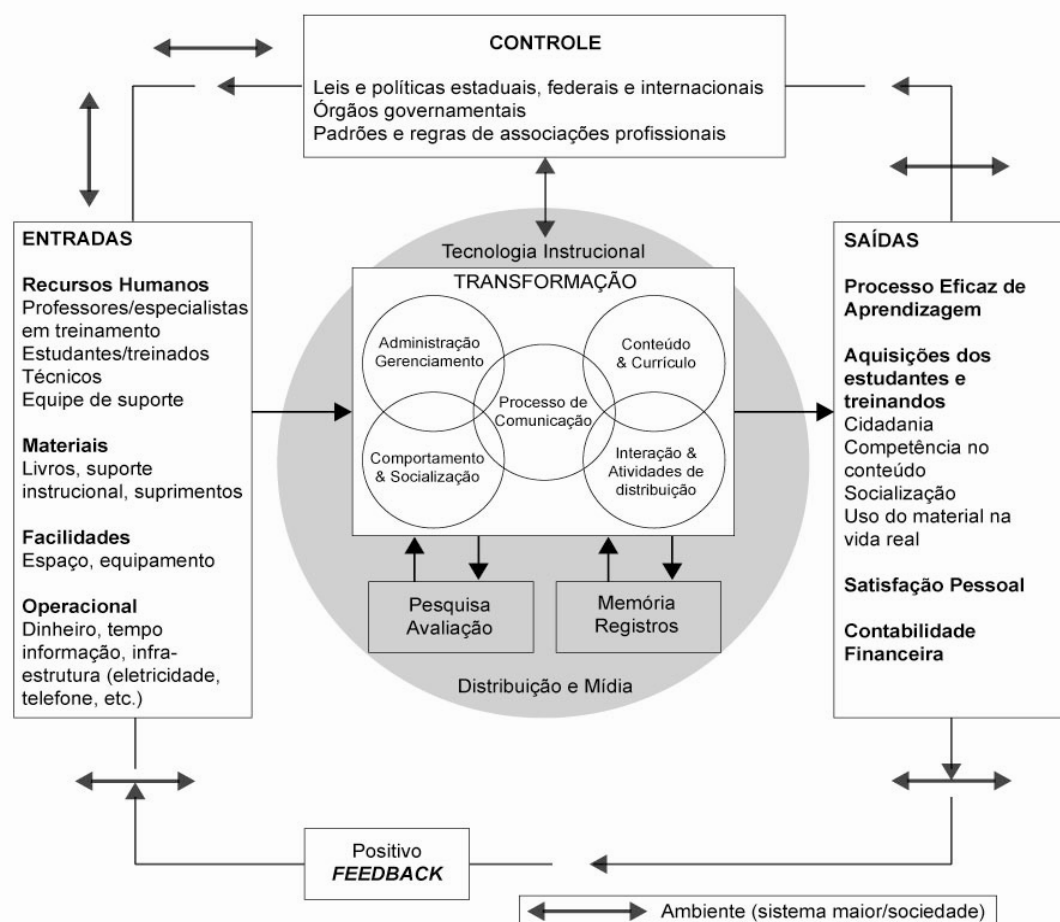 CONTROLE
Leis e políticas estaduais, federais e internacionais
Órgãos governamentais
Padrões e regras de associações profissionais
ENTRADAS
Recursos Humanos
Professores/especialistas
em treinamento
Estudantes/treinados
Técnicos
Equipe de suporte
Materiais
Livros, suporte
instrucional, suprimentos
Facilidades
Espaço, equipamento
Operacional
Dinheiro, tempo
informação, infra-
estrutura (eletricidade,
telefone, etc.)
Tecnologia Instrucional
TRANSFORMAÇÃO
Administração
Gerenciamento
Conteúdo
& Currículo
Processo de
Comunicação
Comportamento
& Socialização
Interação &
Atividades de
distribuição
Pesquisa
Avaliação
Memória
Registros
Distribuição e Mídia
SAÍDAS
Processo Eficaz de
Aprendizagem
Aquisições dos
estudantes e
treinandos
Cidadania
Competência no
conteúdo
Socialização
Uso do material na
vida real
Satisfação Pessoal
Contabilidade
Financeira
Positivo
FEEDBACK
Ambiente (sistema maior/sociedade)